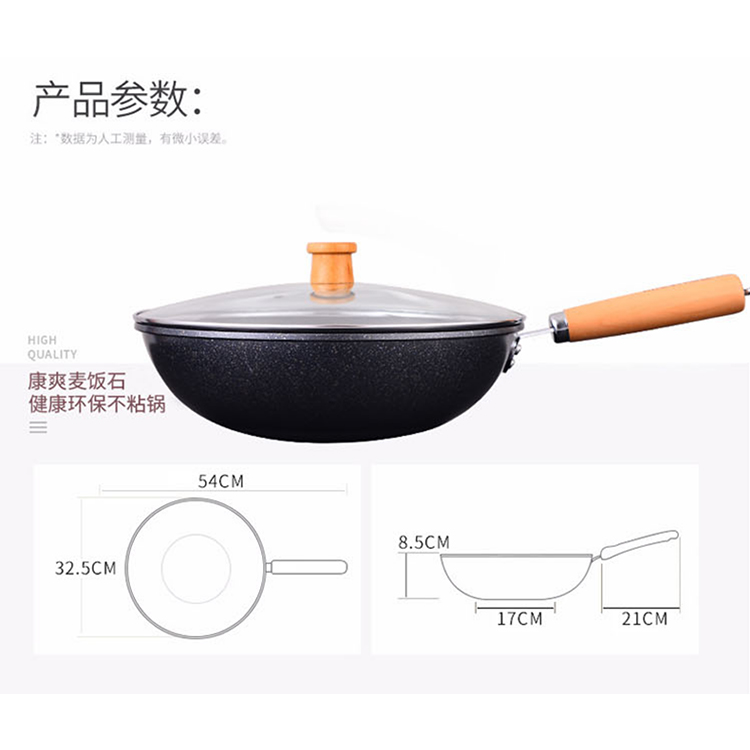 产品参数：
注：*数据为人工测量，有微小误差。
HIGH
QUALITY
康爽麦饭石
健康环保不粘锅
54CM
32.5CM
8.5CM
17CM
21CM